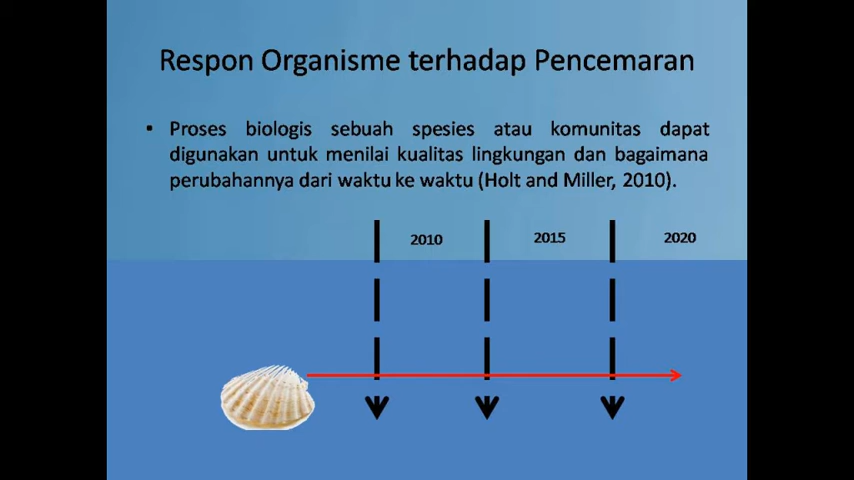 Respon Organisme terhadap Pencemaran
• Proses biologis sebuah spesies atau komunitas dapat
digunakan untuk menilai kualitas lingkungan dan bagaimana
perubahannya dari waktu ke waktu (Holt and Miller, 2010).
2010 2015 2020